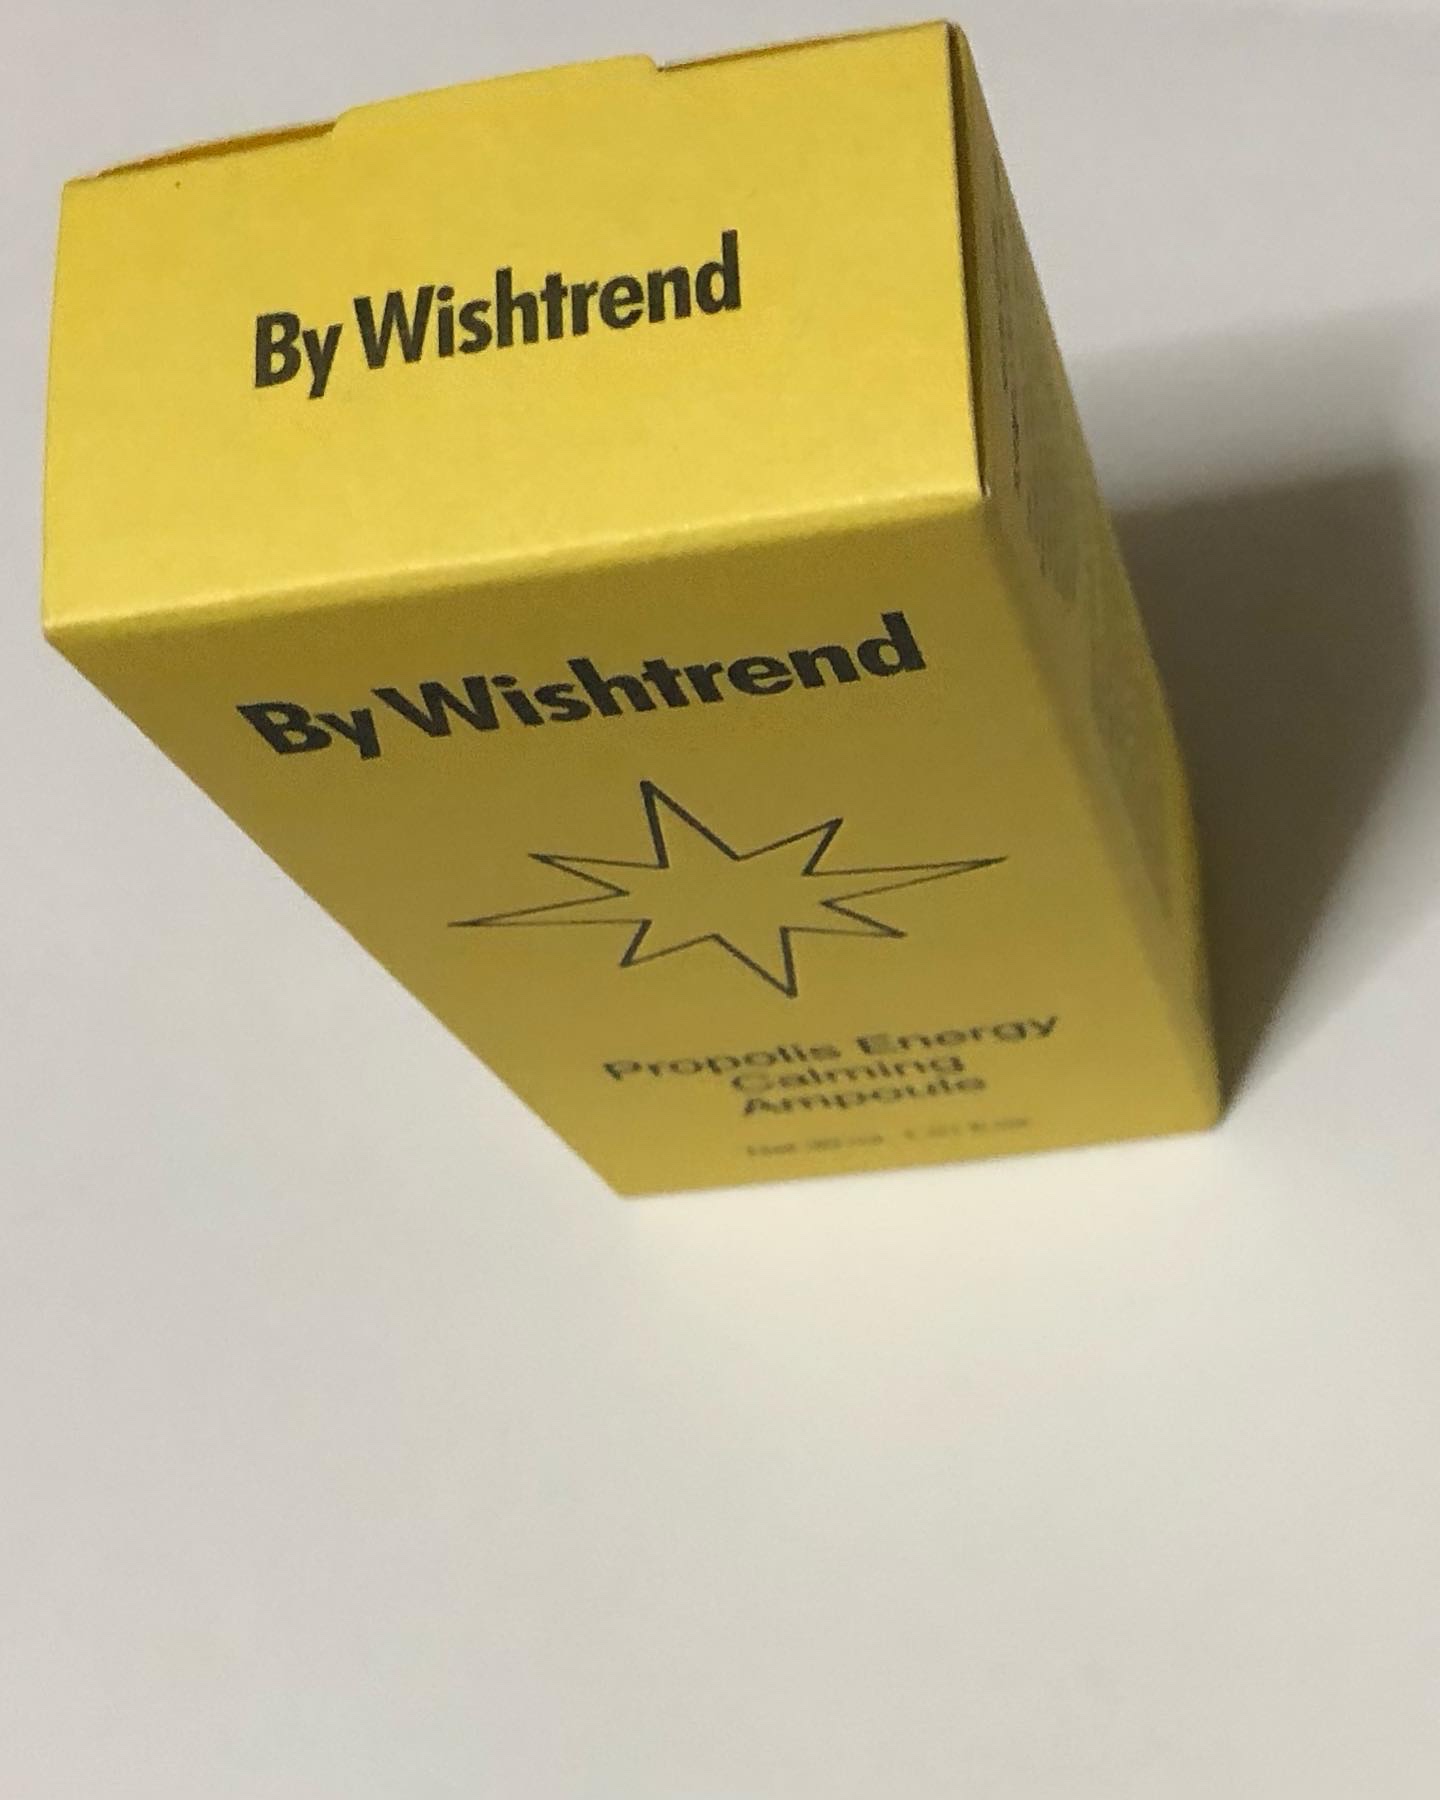 By Wishtrend
By Wishtrend
Propolis Energy
Calming
Ampoule